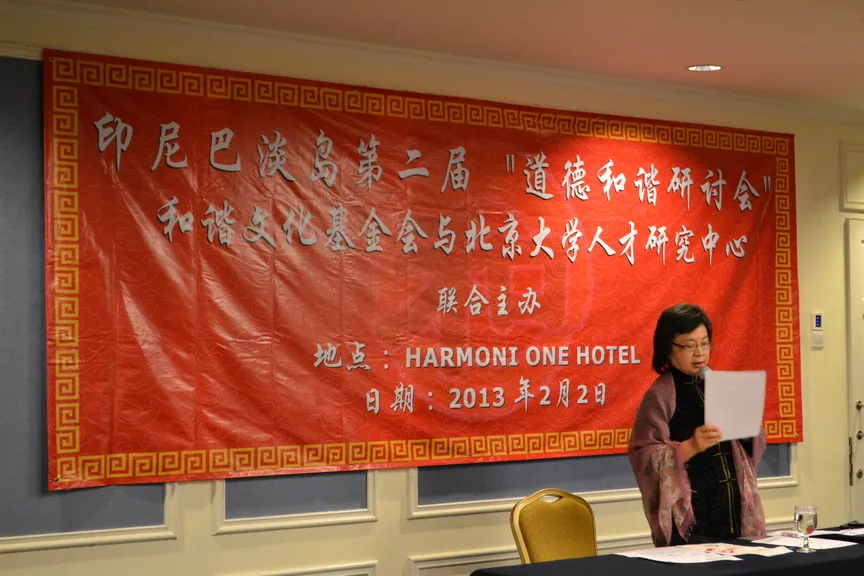 印尼巴淡岛第二届 "道德和谐研讨会"
和谐文化基金会与北京大学人才研究中心
联合主办
地点：HARMONI ONE HOTEL
日期：2013 年2月2日